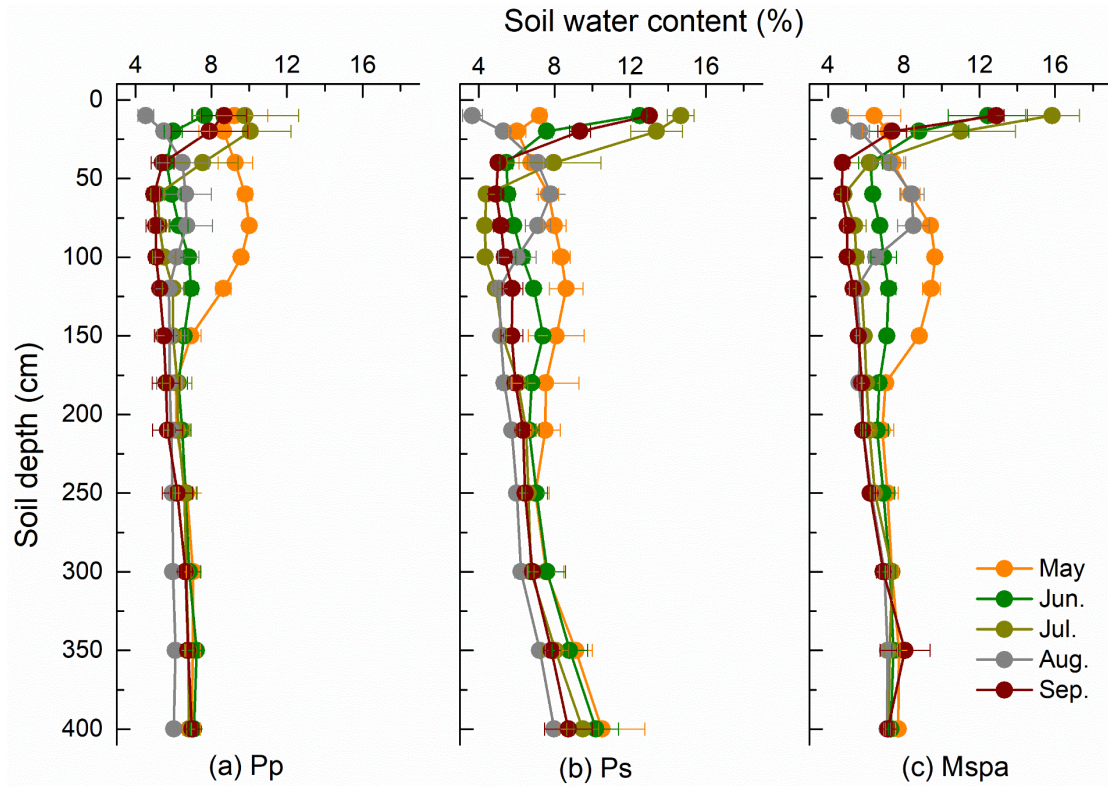 Soil water content (%)
4 8 12 16 4 8 12 16 4 8 12 16
0
50
100
150
200
250
300
350
400
Soil depth (cm)
May
Jun.
Jul.
Aug.
Sep.
(a) Pp (b) Ps (c) Mspa